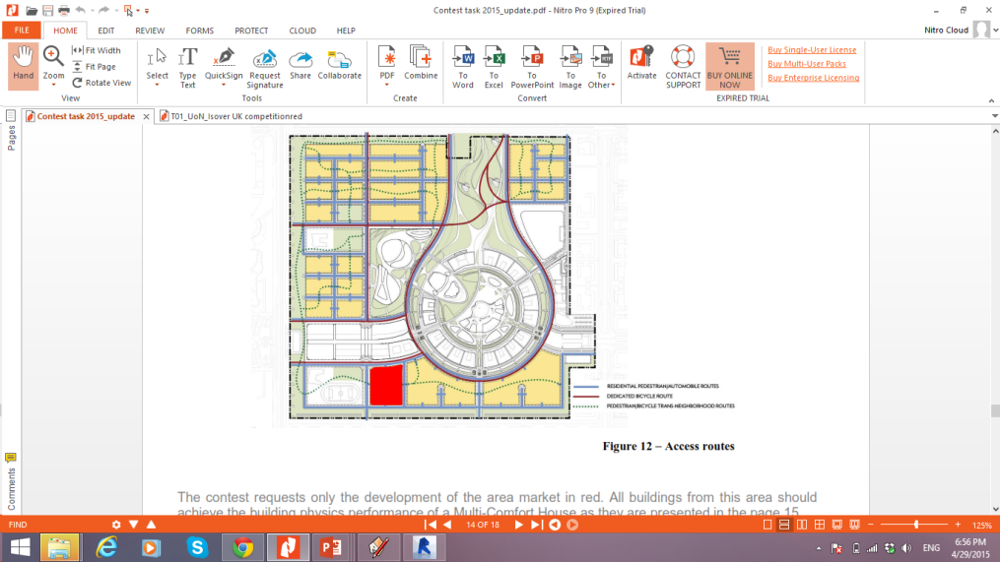 Contest task 2015_update.pdf - Nitro Pro 9 (Expired Trial)
FILE HOME EDIT REVIEW FORMS PROTECT CLOUD HELP Nitro Cloud
Hand
Zoom
Fit Width
Fit Page
Rotate View
View
Select
Type Text
QuickSign
Request Signature
Share
Collaborate
Tools
PDF
Combine
Create
To Word
To Excel
To PowerPoint
To Image
To Other
Convert
Activate
CONTACT SUPPORT
BUY ONLINE NOW
Buy Single-User License
Buy Multi-User Packs
Buy Enterprise Licensing
EXPIRED TRIAL
Contest task 2015_update
T01_UoN_Isover UK competitionred
Pages
Comments
RESIDENTIAL PEDESTRIAN/AUTOMOBILE ROUTES
DEDICATED BICYCLE ROUTE
PEDESTRIAN/BICYCLE TRANS-NEIGHBORHOOD ROUTES
Figure 12 – Access routes
The contest requests only the development of the area market in red. All buildings from this area should
achieve the building physics performance of a Multi-Comfort House as they are presented in the page 15.
FIND
14 OF 18
125%
ENG
6:56 PM
4/29/2015